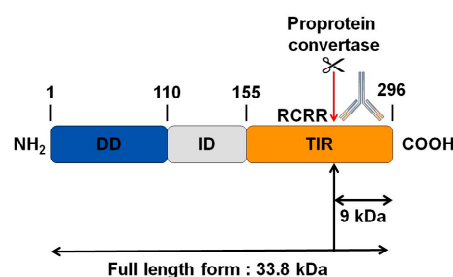 Proprotein
convertase
1 110 155 296
RCRR
NH2 DD ID TIR COOH
9 kDa
Full length form : 33.8 kDa